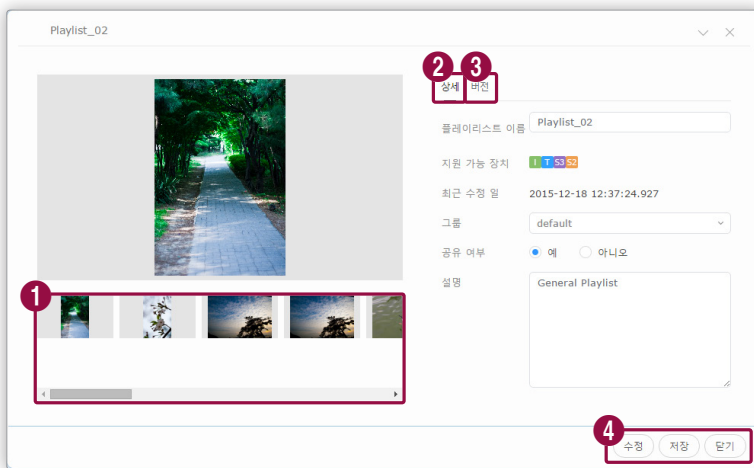 Playlist_02
2 3
상세 버전
플레이리스트 이름 Playlist_02
지원 가능 장치 I T S3 S2
최근 수정 일 2015-12-18 12:37:24.927
그룹 default
공유 여부 예 아니오
설명 General Playlist
1
4
수정 저장 닫기